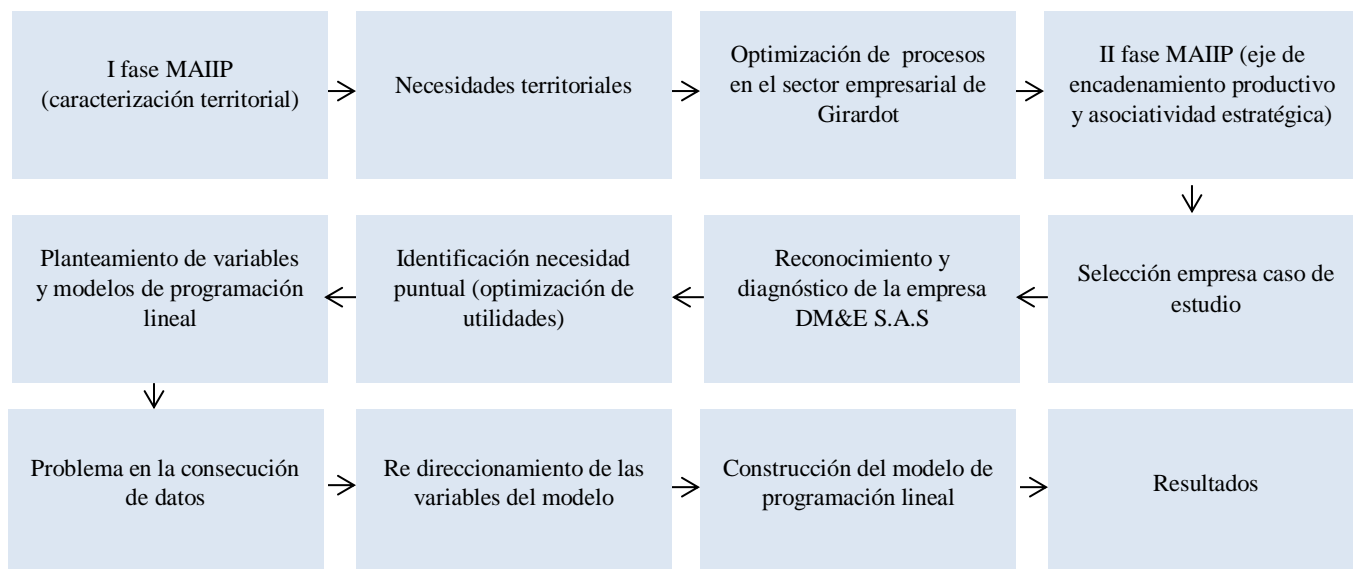 I fase MAIIP
(caracterización territorial)
Necesidades territoriales
Optimización de procesos
en el sector empresarial de
Girardot
II fase MAIIP (eje de
encadenamiento productivo
y asociatividad estratégica)
Selección empresa caso de
estudio
Reconocimiento y
diagnóstico de la empresa
DM&E S.A.S
Identificación necesidad
puntual (optimización de
utilidades)
Planteamiento de variables
y modelos de programación
lineal
Problema en la consecución
de datos
Re direccionamiento de las
variables del modelo
Construcción del modelo de
programación lineal
Resultados